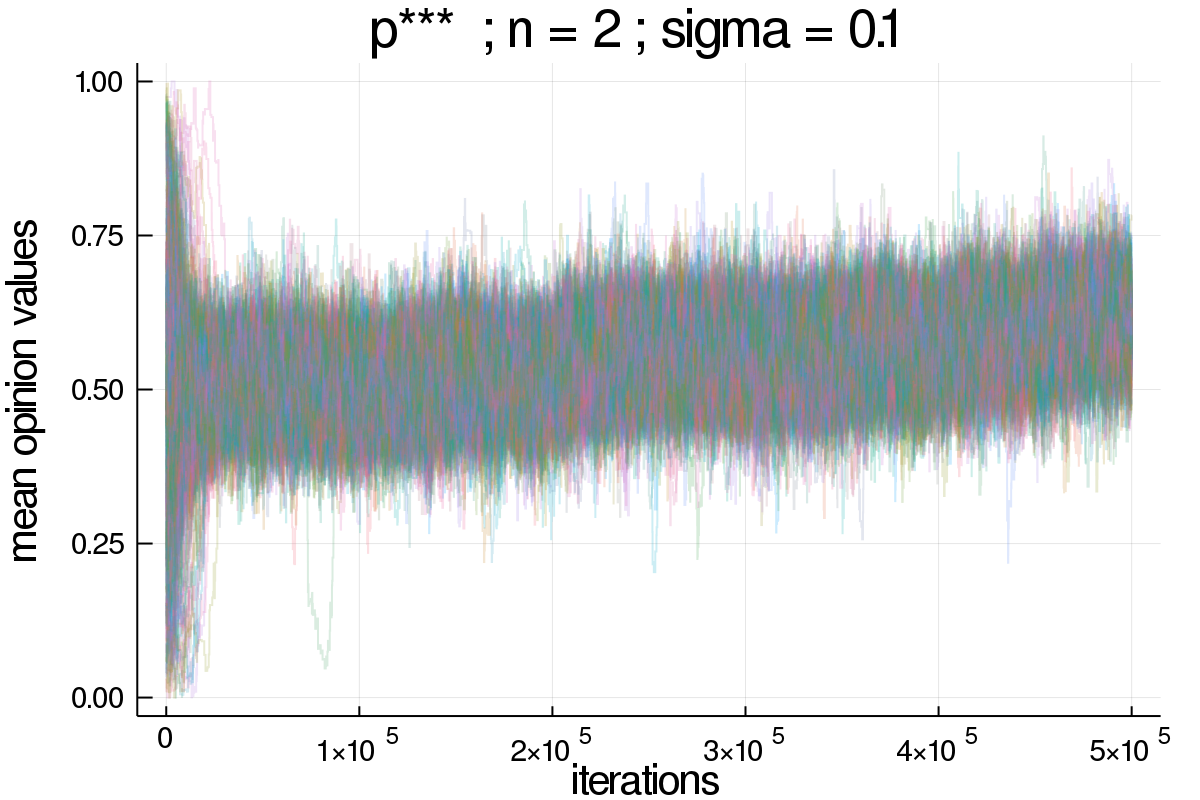 p*** ; n = 2 ; sigma = 0.1
1.00
0.75
0.50
0.25
0.00
mean opinion values
0 1×10 5 2×10 5 3×10 5 4×10 5 5×10 5
iterations